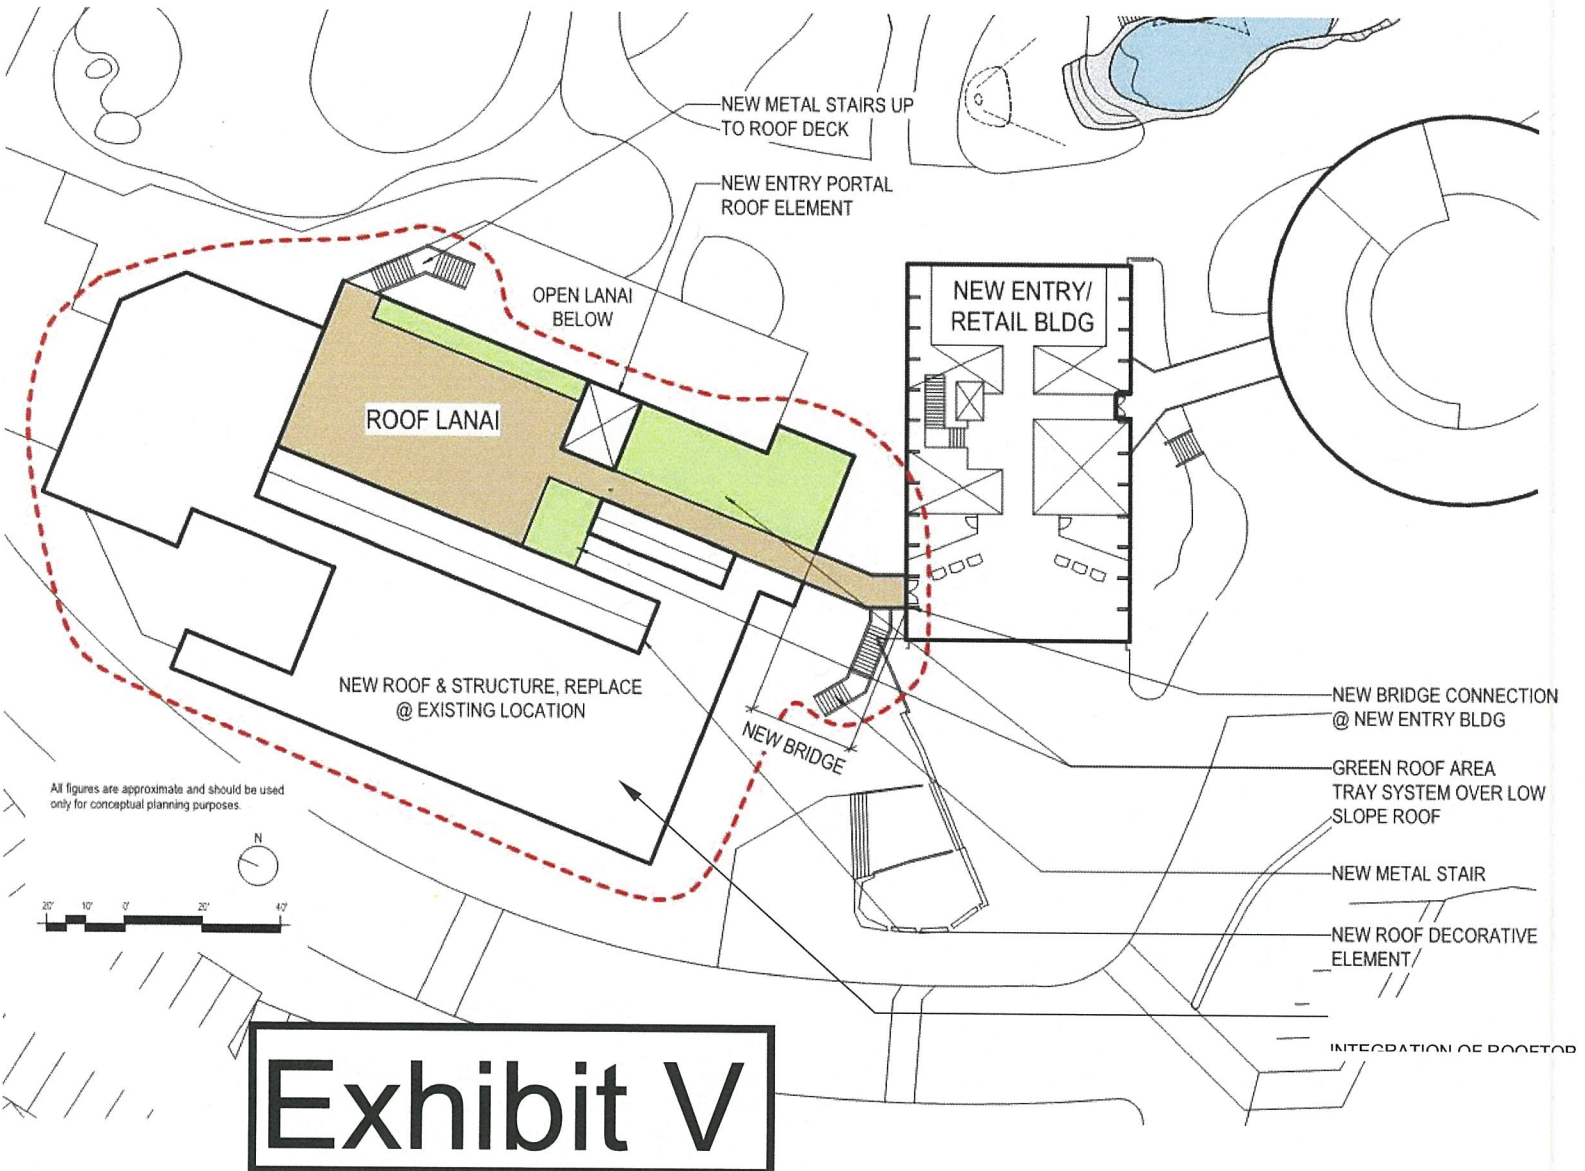 NEW METAL STAIRS UP
TO ROOF DECK
NEW ENTRY PORTAL
ROOF ELEMENT
OPEN LANAI
BELOW
NEW ENTRY/
RETAIL BLDG
ROOF LANAI
NEW ROOF & STRUCTURE, REPLACE
@ EXISTING LOCATION
NEW BRIDGE
NEW BRIDGE CONNECTION
@ NEW ENTRY BLDG
GREEN ROOF AREA
TRAY SYSTEM OVER LOW
SLOPE ROOF
NEW METAL STAIR
NEW ROOF DECORATIVE
ELEMENT
INTEGRATION OF ROOFTOP
All figures are approximate and should be used
only for conceptual planning purposes.
N
20' 10' 0' 20' 40'
Exhibit V